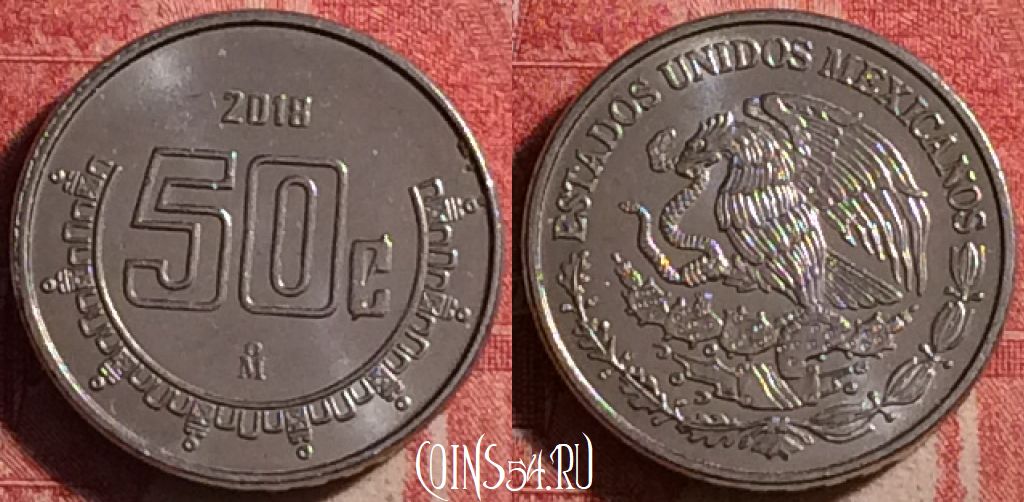 2018
50¢
M̊
ESTADOS UNIDOS MEXICANOS
COINS54.RU